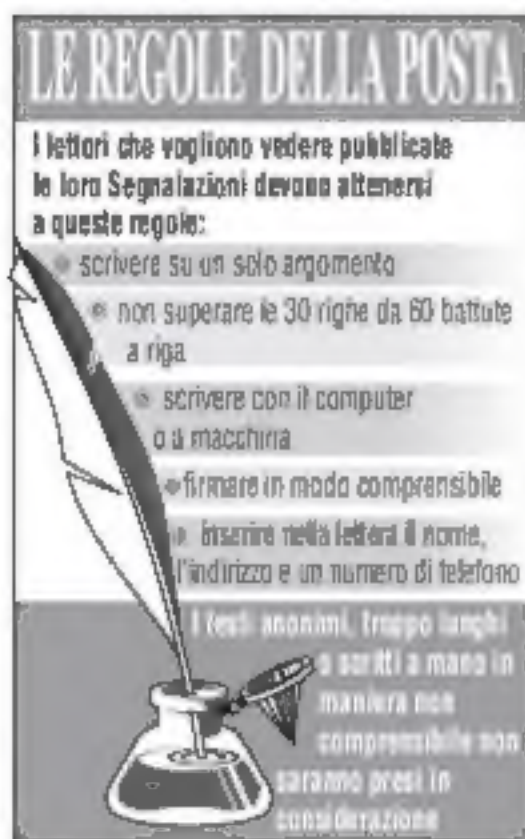 LE REGOLE DELLA POSTA
I lettori che vogliono vedere pubblicate
le loro Segnalazioni devono attenersi
a queste regole:
• scrivere su un solo argomento
• non superare le 30 righe da 60 battute
a riga
• scrivere con il computer
o a macchina
• firmare in modo comprensibile
• inserire nella lettera il nome,
l'indirizzo e un numero di telefono
I testi anonimi, troppo lunghi
o scritti a mano in
maniera non
comprensibile non
saranno presi in
considerazione